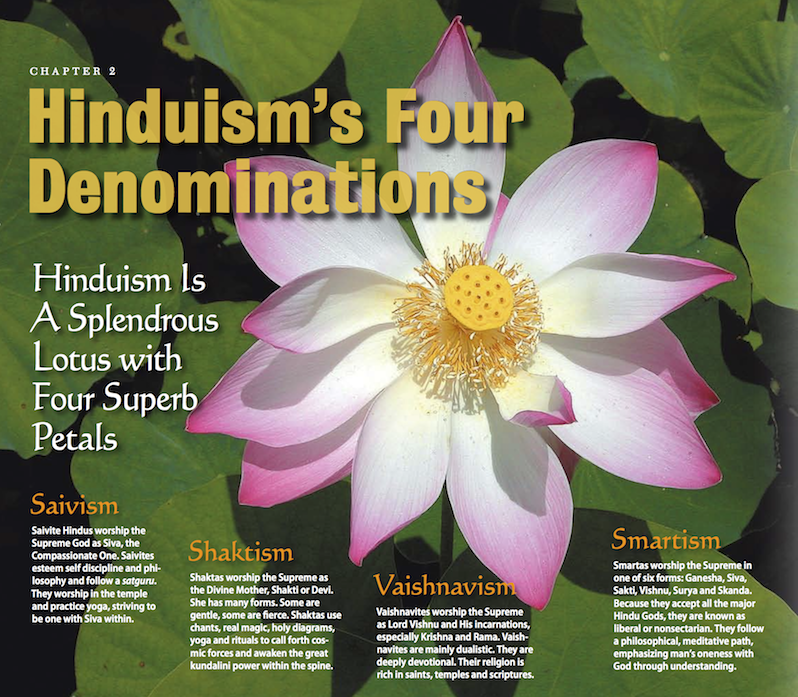 CHAPTER 2
Hinduism's Four
Denominations
Hinduism Is
A Splendrous
Lotus with
Four Superb
Petals
Saivism
Saivite Hindus worship the
Supreme God as Siva, the
Compassionate One. Saivites
esteem self discipline and phi-
losophy and follow a satguru.
They worship in the temple
and practice yoga, striving to
be one with Siva within.
Shaktism
Shaktas worship the Supreme as
the Divine Mother, Shakti or Devi.
She has many forms. Some are
gentle, some are fierce. Shaktas use
chants, real magic, holy diagrams,
yoga and rituals to call forth cos-
mic forces and awaken the great
kundalini power within the spine.
Vaishnavism
Vaishnavites worship the Supreme
as Lord Vishnu and His Incarnations,
especially Krishna and Rama. Vaish-
navites are mainly dualistic. They are
deeply devotional. Their religion is
rich in saints, temples and scriptures.
Smartism
Smartas worship the Supreme in
one of six forms: Ganesha, Siva,
Sakti, Vishnu, Surya and Skanda.
Because they accept all the major
Hindu Gods, they are known as
liberal or nonsectarian. They follow
a philosophical, meditative path,
emphasizing man's oneness with
God through understanding.